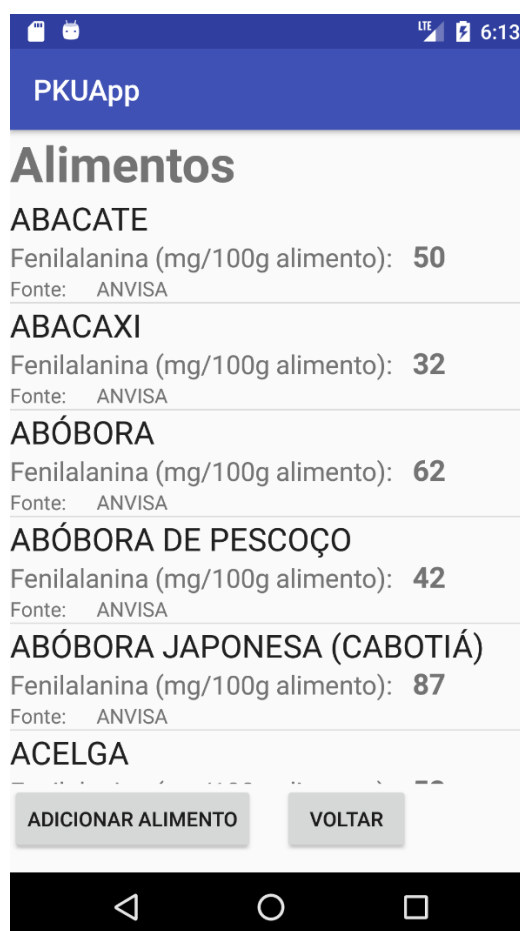 LTE 6:13
PKUApp
Alimentos
ABACATE
Fenilalanina (mg/100g alimento): 50
Fonte: ANVISA
ABACAXI
Fenilalanina (mg/100g alimento): 32
Fonte: ANVISA
ABÓBORA
Fenilalanina (mg/100g alimento): 62
Fonte: ANVISA
ABÓBORA DE PESCOÇO
Fenilalanina (mg/100g alimento): 42
Fonte: ANVISA
ABÓBORA JAPONESA (CABOTIÁ)
Fenilalanina (mg/100g alimento): 87
Fonte: ANVISA
ACELGA
ADICIONAR ALIMENTO VOLTAR